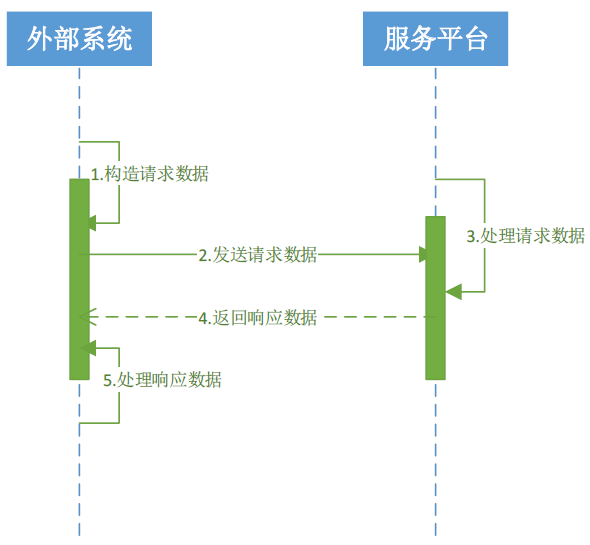 外部系统
服务平台
1.构造请求数据
3.处理请求数据
2.发送请求数据
4.返回响应数据
5.处理响应数据